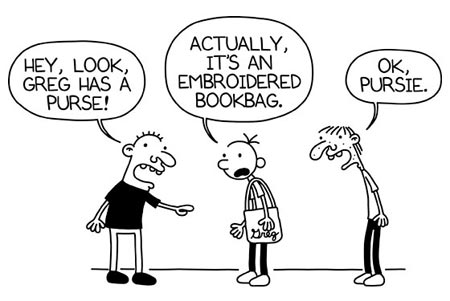 HEY, LOOK,
GREG HAS A
PURSE!
ACTUALLY,
IT'S AN
EMBROIDERED
BOOKBAG.
OK,
PURSIE.
Greg